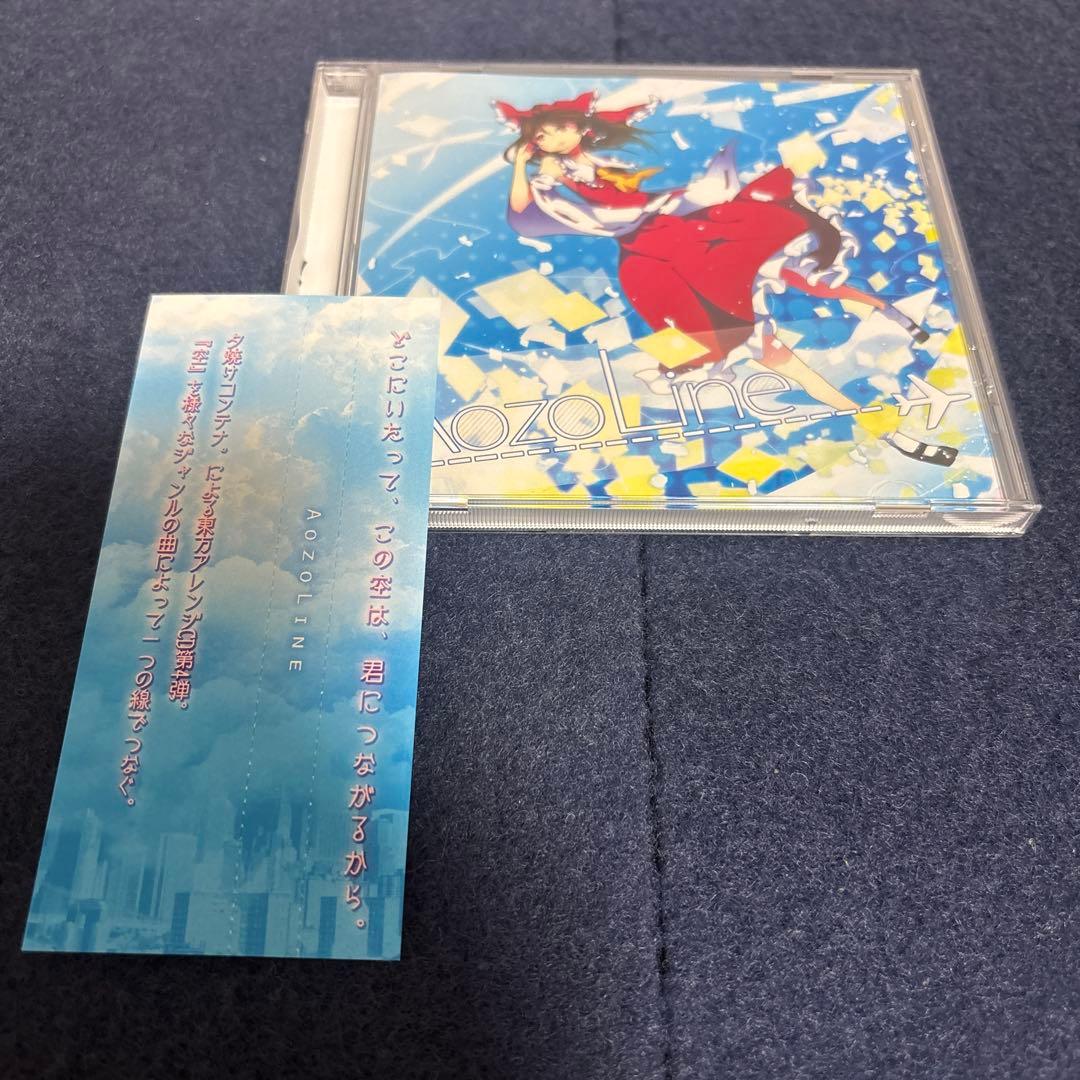 AozoLine
どこにいたって、この空は、君につながるから。
AOZOLINE
夕焼けコンテナ。による東方アレンジCD第4弾。
『空』を様々なジャンルの曲によって一つの線でつなぐ。